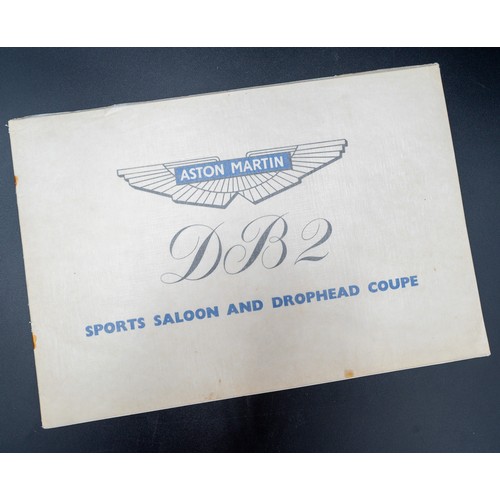 ASTON MARTIN
DB2
SPORTS SALOON AND DROPHEAD COUPE